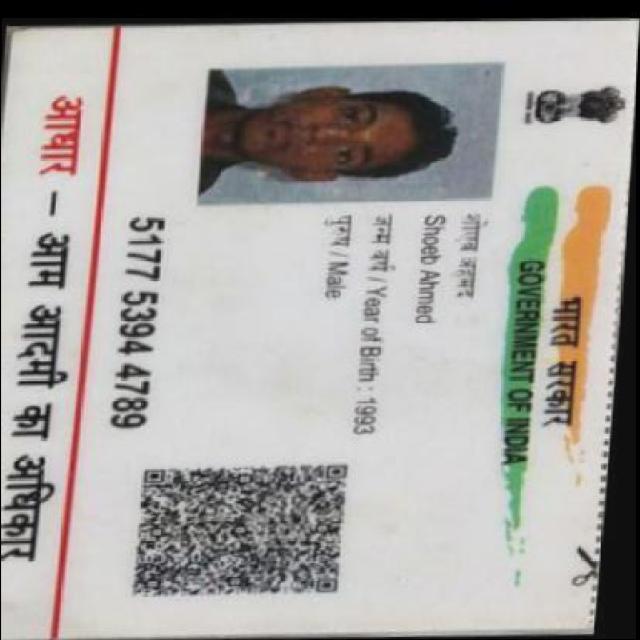 भारत सरकार
GOVERNMENT OF INDIA
शोएब अहमद
Shoeb Ahmed
जन्म वर्ष / Year of Birth : 1993
पुरुष / Male
5177 5394 4789
आधार – आम आदमी का अधिकार